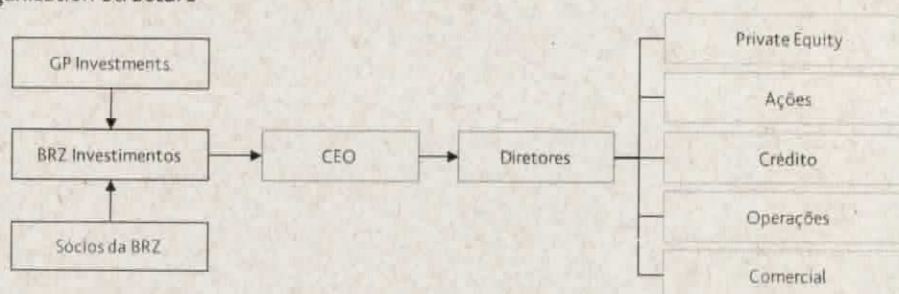 GP Investments
BRZ Investimentos
Sócios da BRZ
CEO
Diretores
Private Equity
Ações
Crédito
Operações
Comercial